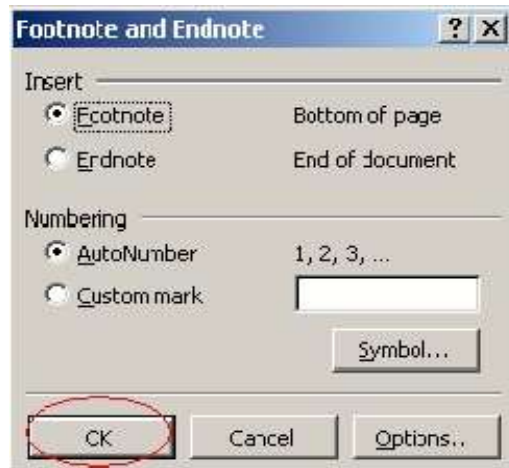 Footnote and Endnote ? X
Insert
Footnote Bottom of page
Endnote End of document
Numbering
AutoNumber 1, 2, 3, ...
Custom mark
Symbol...
OK Cancel Options...